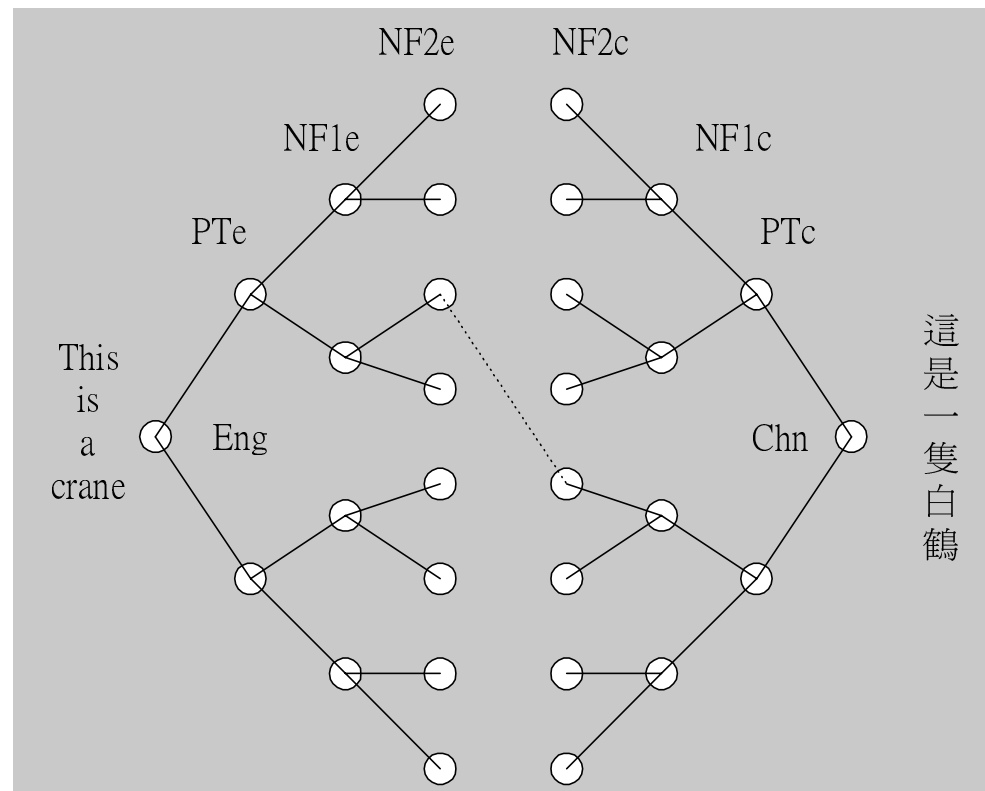 NF2e
NF2c
NF1e
NF1c
PTe
PTc
This
is
a
crane
Eng
Chn
這是一隻白鶴